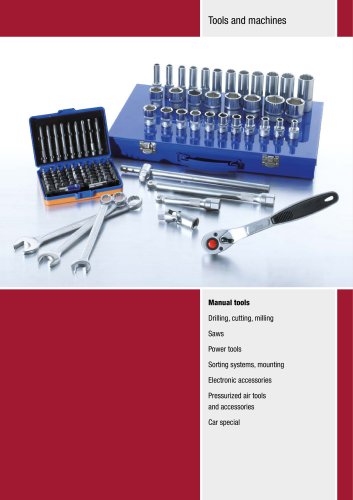 Tools and machines
Manual tools
Drilling, cutting, milling
Saws
Power tools
Sorting systems, mounting
Electronic accessories
Pressurized air tools
and accessories
Car special